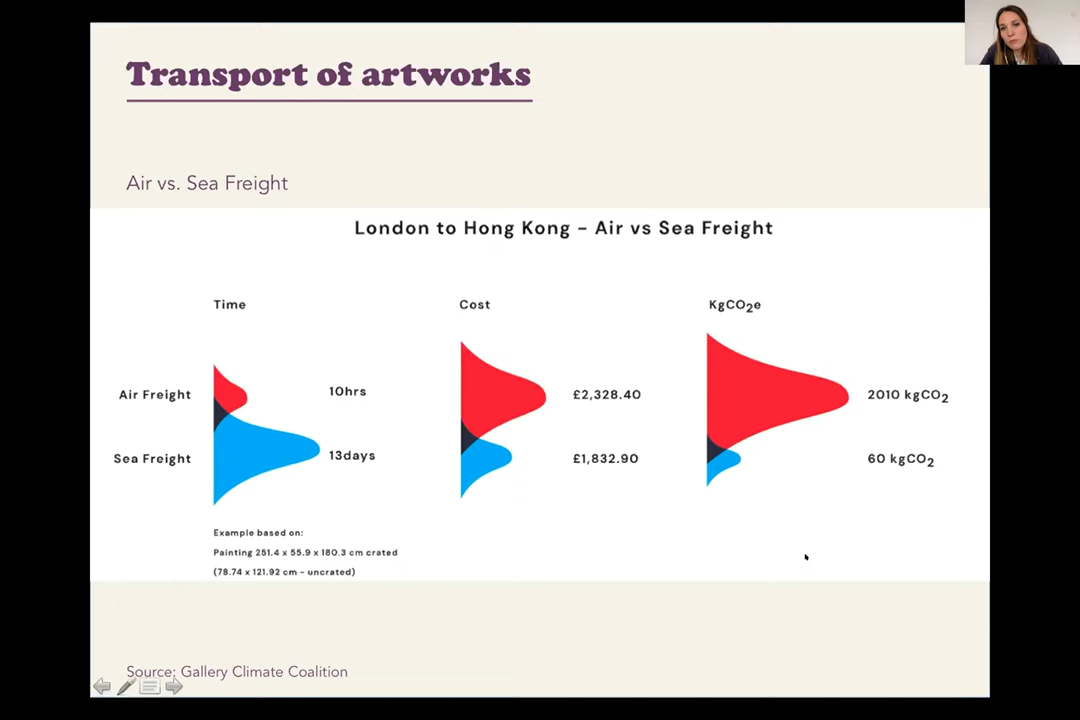 Transport of artworks
Air vs. Sea Freight
London to Hong Kong - Air vs Sea Freight
Time
Cost
KgCO₂e
Air Freight
10hrs
£2,328.40
2010 kgCO₂
Sea Freight
13days
£1,832.90
60 kgCO₂
Example based on:
Painting 251.4 x 55.9 x 180.3 cm crated
(78.74 x 121.92 cm - uncrated)
Source: Gallery Climate Coalition